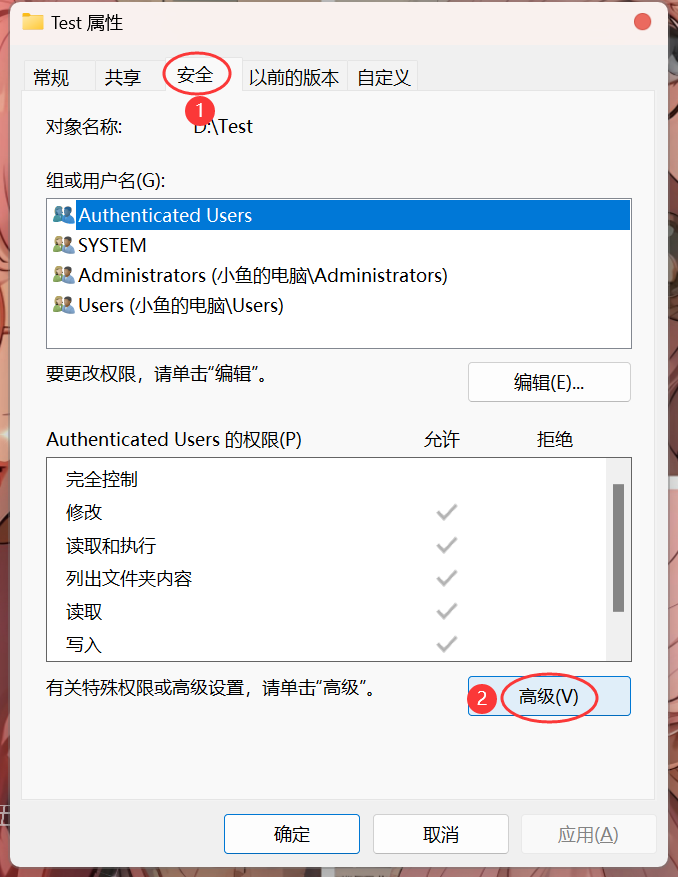 Test 属性
常规 共享 安全 以前的版本 自定义
1
对象名称: D:\Test
组或用户名(G):
Authenticated Users
SYSTEM
Administrators (小鱼的电脑\Administrators)
Users (小鱼的电脑\Users)
要更改权限，请单击“编辑”。
编辑(E)...
Authenticated Users 的权限(P) 允许 拒绝
完全控制
修改
读取和执行
列出文件夹内容
读取
写入
有关特殊权限或高级设置，请单击“高级”。
2 高级(V)
确定 取消 应用(A)